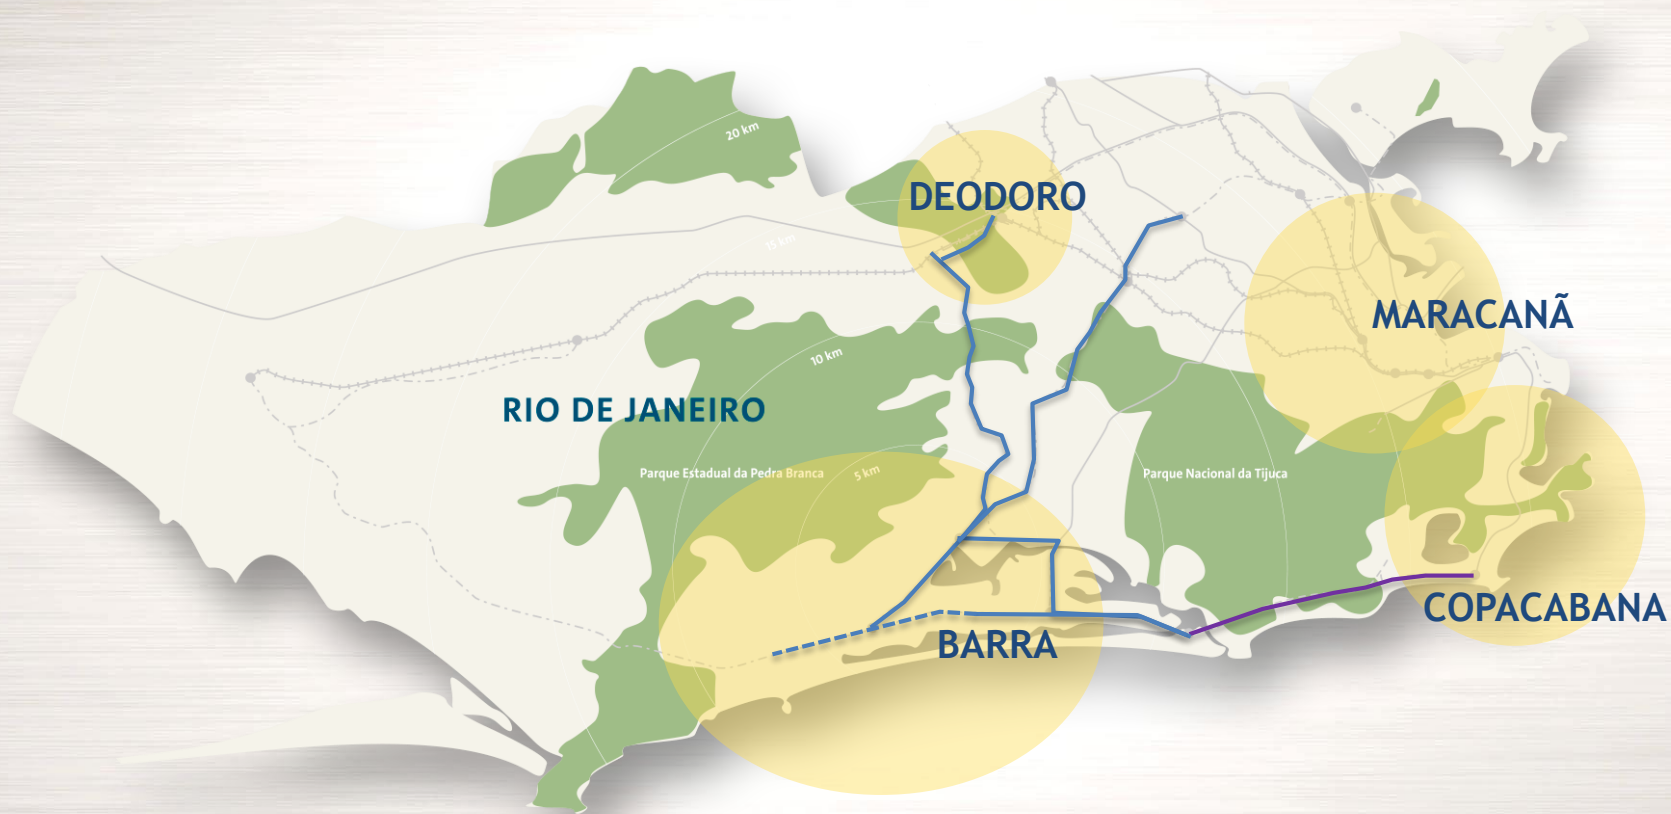 20 km
DEODORO
15 km
MARACANÃ
10 km
RIO DE JANEIRO
Parque Estadual da Pedra Branca
5 km
Parque Nacional da Tijuca
COPACABANA
BARRA